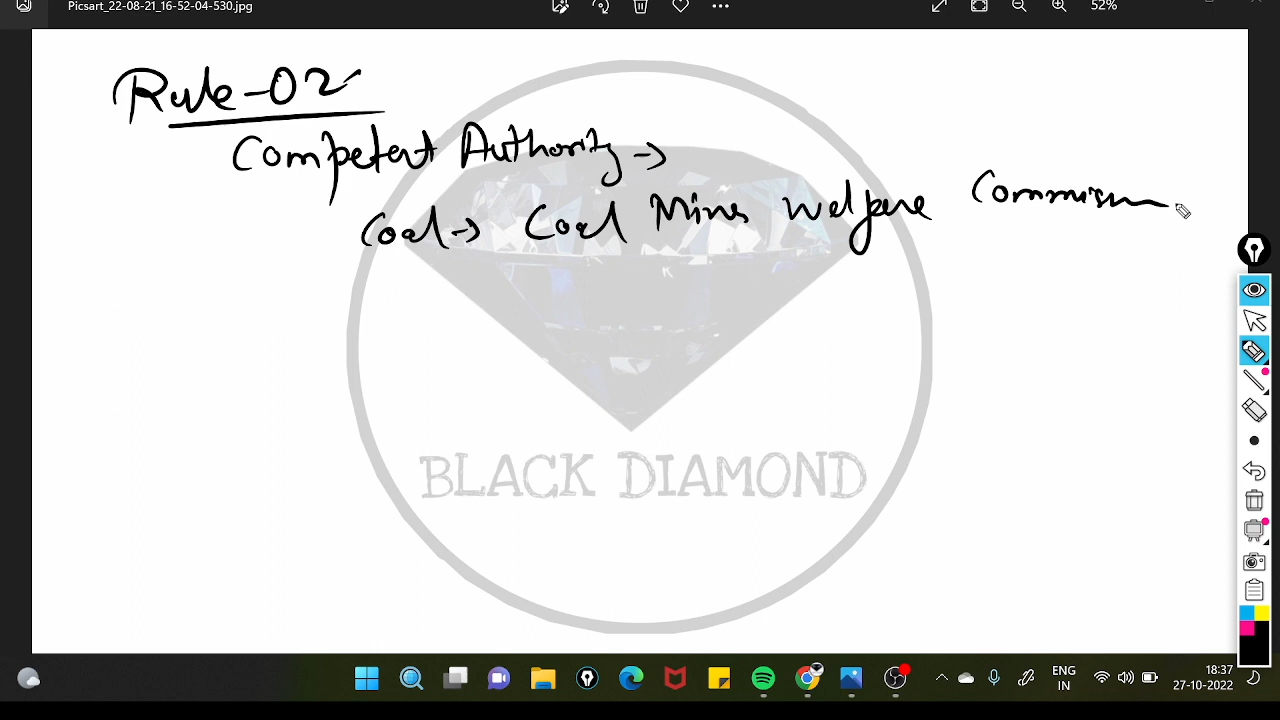 Picsart_22-08-21_16-52-04-530.jpg
52%
Rule-02
Competent Authority →
Coal → Coal Mines Welfare
BLACK DIAMOND
ENG
IN
18:37
27-10-2022